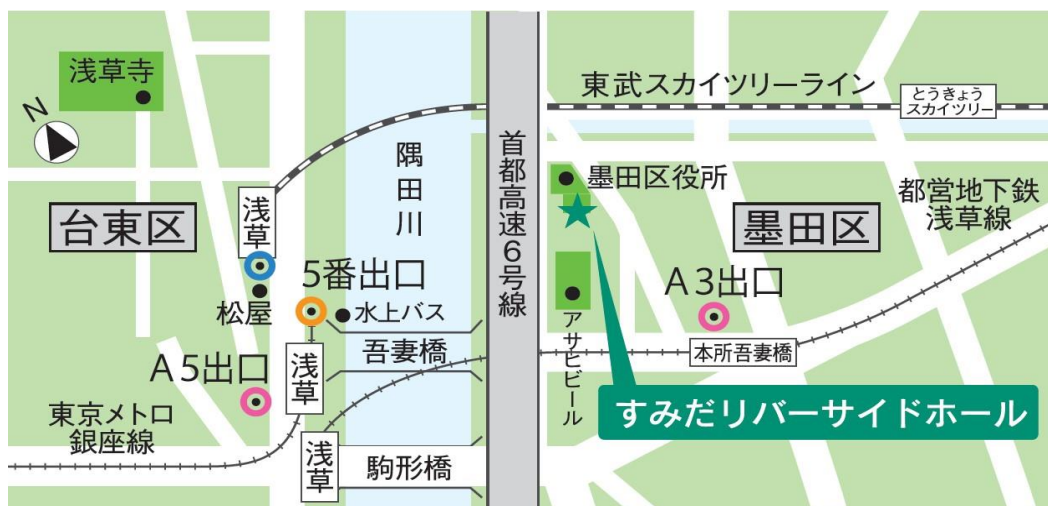 浅草寺
N
台東区
浅草
松屋
5番出口
水上バス
隅田川
吾妻橋
A5出口
浅草
東京メトロ
銀座線
浅草
駒形橋
首都高速6号線
東武スカイツリーライン
とうきょう
スカイツリー
墨田区役所
墨田区
都営地下鉄
浅草線
A3出口
アサヒビール
本所吾妻橋
すみだリバーサイドホール